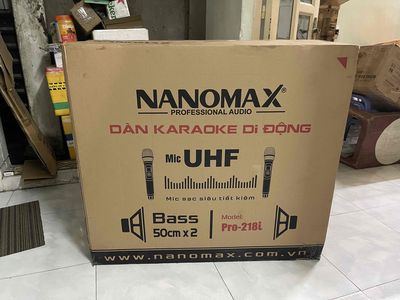 NANOMAX®
PROFESSIONAL AUDIO
DÀN KARAOKE DI ĐỘNG
Mic UHF
Mic sạc siêu tiết kiệm
Bass
50cm x 2
Model:
Pro-218i
www.nanomax.com.vn